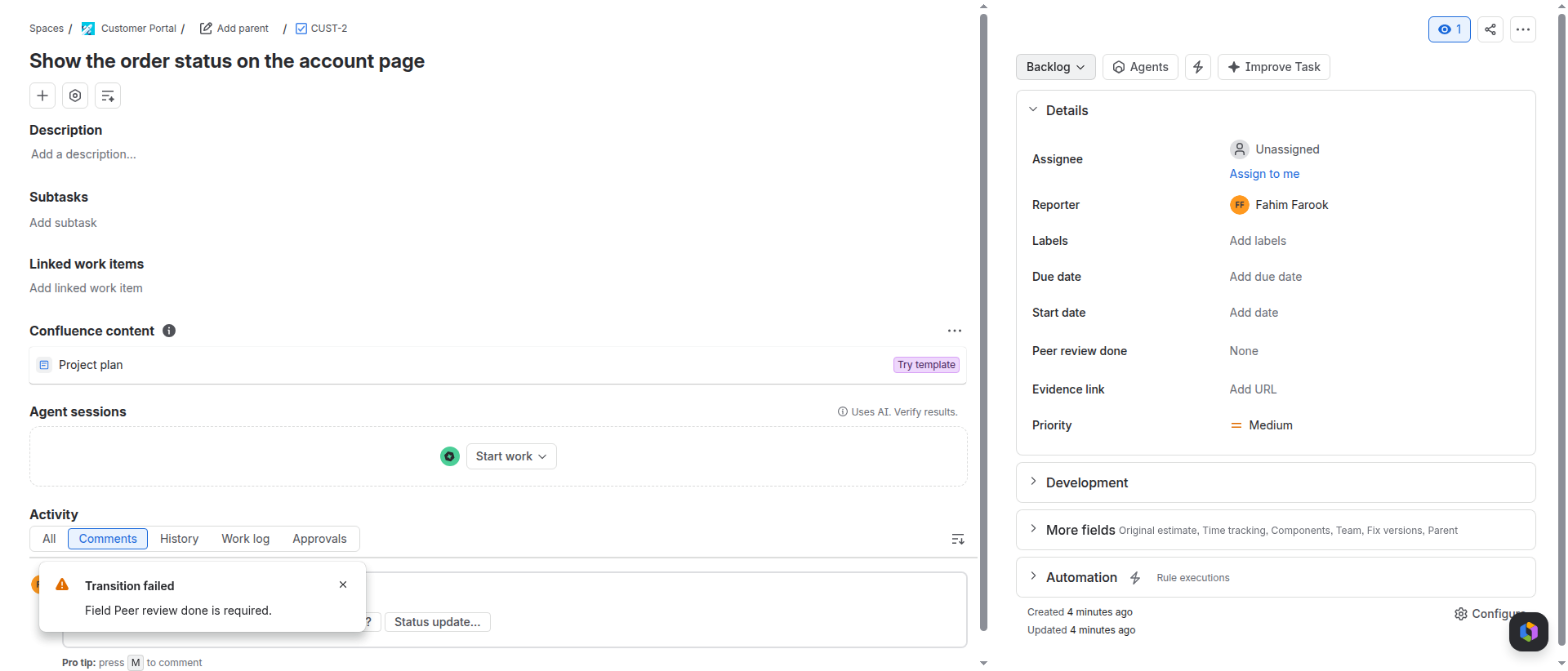 Spaces / Customer Portal / Add parent / CUST-2
Show the order status on the account page
Description
Add a description...
Subtasks
Add subtask
Linked work items
Add linked work item
Confluence content
Project plan
Try template
Agent sessions
Uses AI. Verify results.
Start work
Activity
All Comments History Work log Approvals
Transition failed
Field Peer review done is required.
? Status update...
Pro tip: press M to comment
1
Backlog Agents Improve Task
Details
Assignee
Unassigned
Assign to me
Reporter
FF Fahim Farook
Labels
Add labels
Due date
Add due date
Start date
Add date
Peer review done
None
Evidence link
Add URL
Priority
Medium
Development
More fields Original estimate, Time tracking, Components, Team, Fix versions, Parent
Automation Rule executions
Created 4 minutes ago
Updated 4 minutes ago